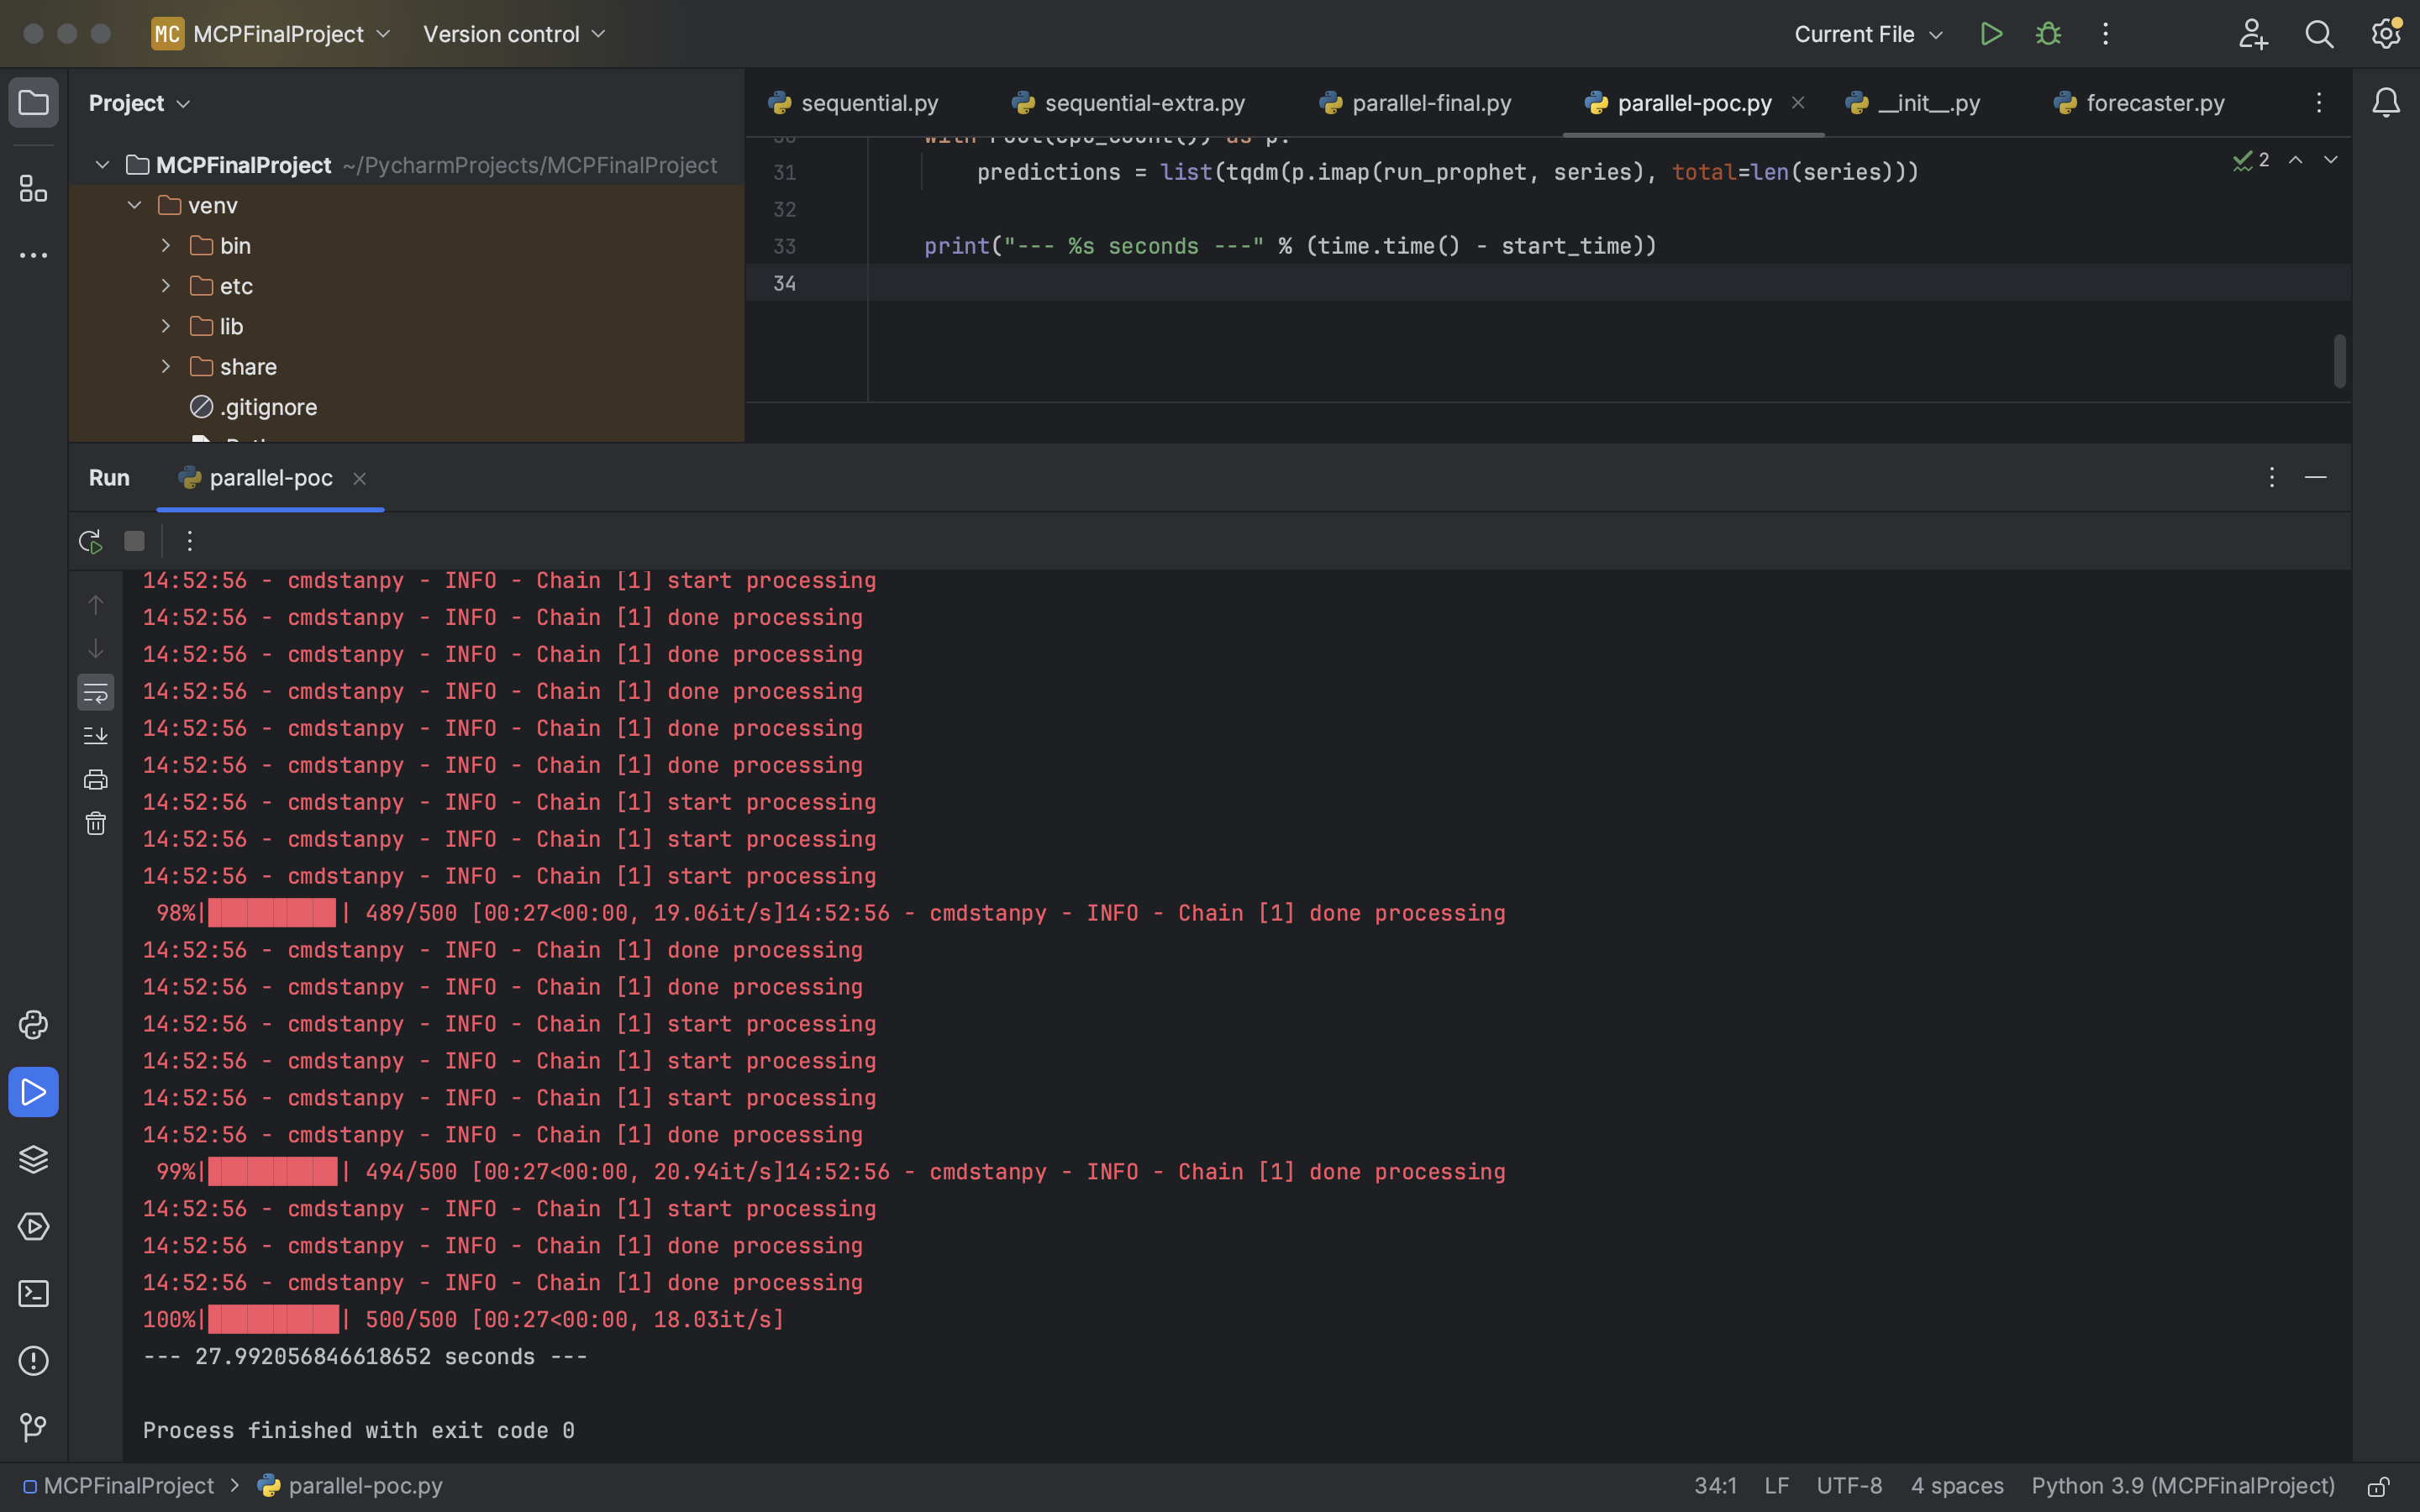 MC MCPFinalProject Version control Current File
Project
sequential.py sequential-extra.py parallel-final.py parallel-poc.py __init__.py forecaster.py
MCPFinalProject ~/PycharmProjects/MCPFinalProject
venv
bin
etc
lib
share
.gitignore
31 predictions = list(tqdm(p.imap(run_prophet, series), total=len(series)))
32
33 print("--- %s seconds ---" % (time.time() - start_time))
34
2
Run parallel-poc
14:52:56 - cmdstanpy - INFO - Chain [1] start processing
14:52:56 - cmdstanpy - INFO - Chain [1] done processing
14:52:56 - cmdstanpy - INFO - Chain [1] done processing
14:52:56 - cmdstanpy - INFO - Chain [1] done processing
14:52:56 - cmdstanpy - INFO - Chain [1] done processing
14:52:56 - cmdstanpy - INFO - Chain [1] done processing
14:52:56 - cmdstanpy - INFO - Chain [1] start processing
14:52:56 - cmdstanpy - INFO - Chain [1] start processing
14:52:56 - cmdstanpy - INFO - Chain [1] start processing
98%| | 489/500 [00:27<00:00, 19.06it/s]14:52:56 - cmdstanpy - INFO - Chain [1] done processing
14:52:56 - cmdstanpy - INFO - Chain [1] done processing
14:52:56 - cmdstanpy - INFO - Chain [1] done processing
14:52:56 - cmdstanpy - INFO - Chain [1] start processing
14:52:56 - cmdstanpy - INFO - Chain [1] start processing
14:52:56 - cmdstanpy - INFO - Chain [1] start processing
14:52:56 - cmdstanpy - INFO - Chain [1] done processing
99%| | 494/500 [00:27<00:00, 20.94it/s]14:52:56 - cmdstanpy - INFO - Chain [1] done processing
14:52:56 - cmdstanpy - INFO - Chain [1] start processing
14:52:56 - cmdstanpy - INFO - Chain [1] done processing
14:52:56 - cmdstanpy - INFO - Chain [1] done processing
100%| | 500/500 [00:27<00:00, 18.03it/s]
--- 27.992056846618652 seconds ---
Process finished with exit code 0
MCPFinalProject > parallel-poc.py 34:1 LF UTF-8 4 spaces Python 3.9 (MCPFinalProject)